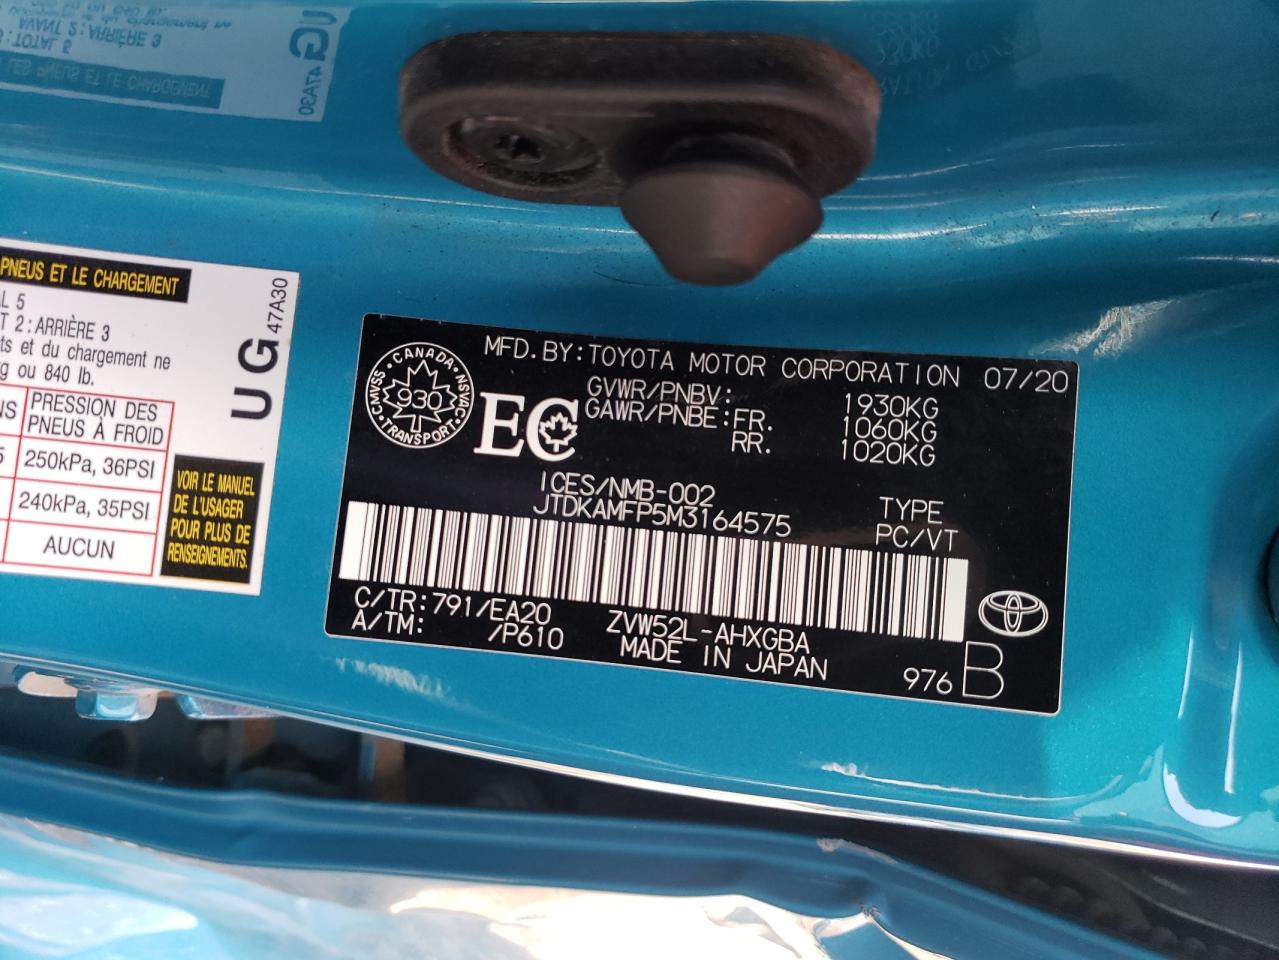 PNEUS ET LE CHARGEMENT
AL 5
T 2: ARRIÈRE 3
ts et du chargement ne
g ou 840 lb.
PRESSION DES
PNEUS À FROID
250kPa, 36PSI
240kPa, 35PSI
AUCUN
UG 47A30
VOIR LE MANUEL
DE L'USAGER
POUR PLUS DE
RENSEIGNEMENTS.
MFD.BY:TOYOTA MOTOR CORPORATION 07/20
GVWR/PNBV: 1930KG
GAWR/PNBE:FR. 1060KG
RR. 1020KG
CANADA
CMVSS NSVAC
930
TRANSPORT
EC
ICES/NMB-002
JTDKAMFP5M3164575
TYPE
PC/VT
C/TR:791/EA20 ZVW52L-AHXGBA
A/TM: /P610 MADE IN JAPAN
976 B